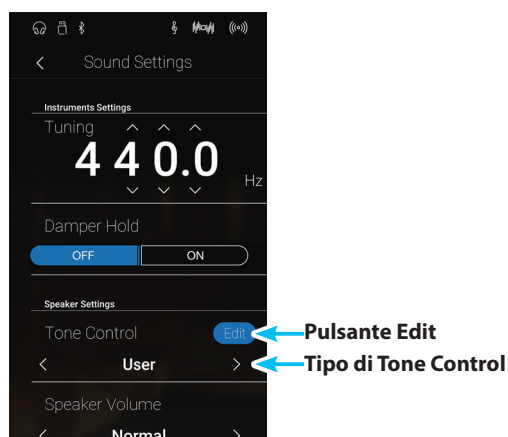 Sound Settings
Instruments Settings
Tuning
440.0 Hz
Damper Hold
OFF ON
Speaker Settings
Tone Control Edit Pulsante Edit
User Tipo di Tone Control
Speaker Volume
Normal